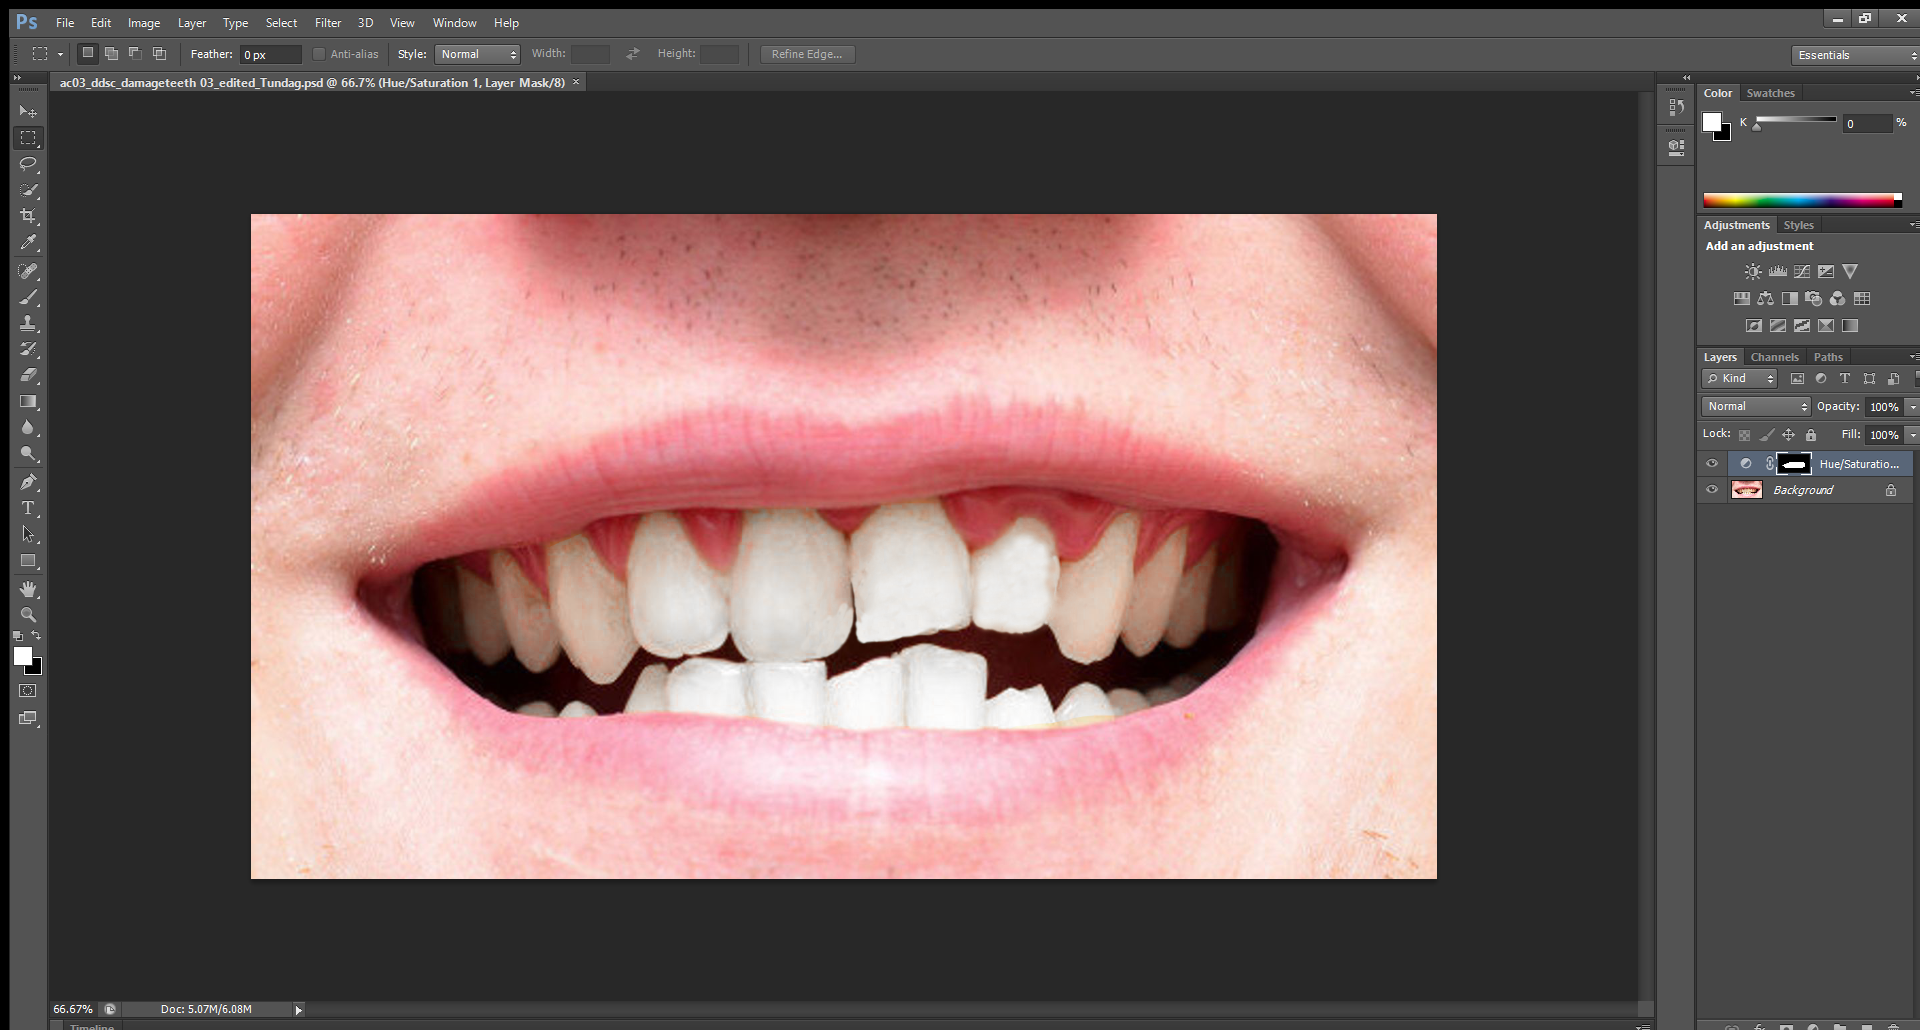 Ps File Edit Image Layer Type Select Filter 3D View Window Help
Feather: 0 px Anti-alias Style: Normal Width: Height: Refine Edge... Essentials
ac03_ddsc_damageteeth 03_edited_Tundag.psd @ 66.7% (Hue/Saturation 1, Layer Mask/8) ×
Color Swatches
K 0 %
Adjustments Styles
Add an adjustment
Layers Channels Paths
Kind
Normal Opacity: 100%
Lock: Fill: 100%
Hue/Saturatio...
Background
66.67% Doc: 5.07M/6.08M
Timeline